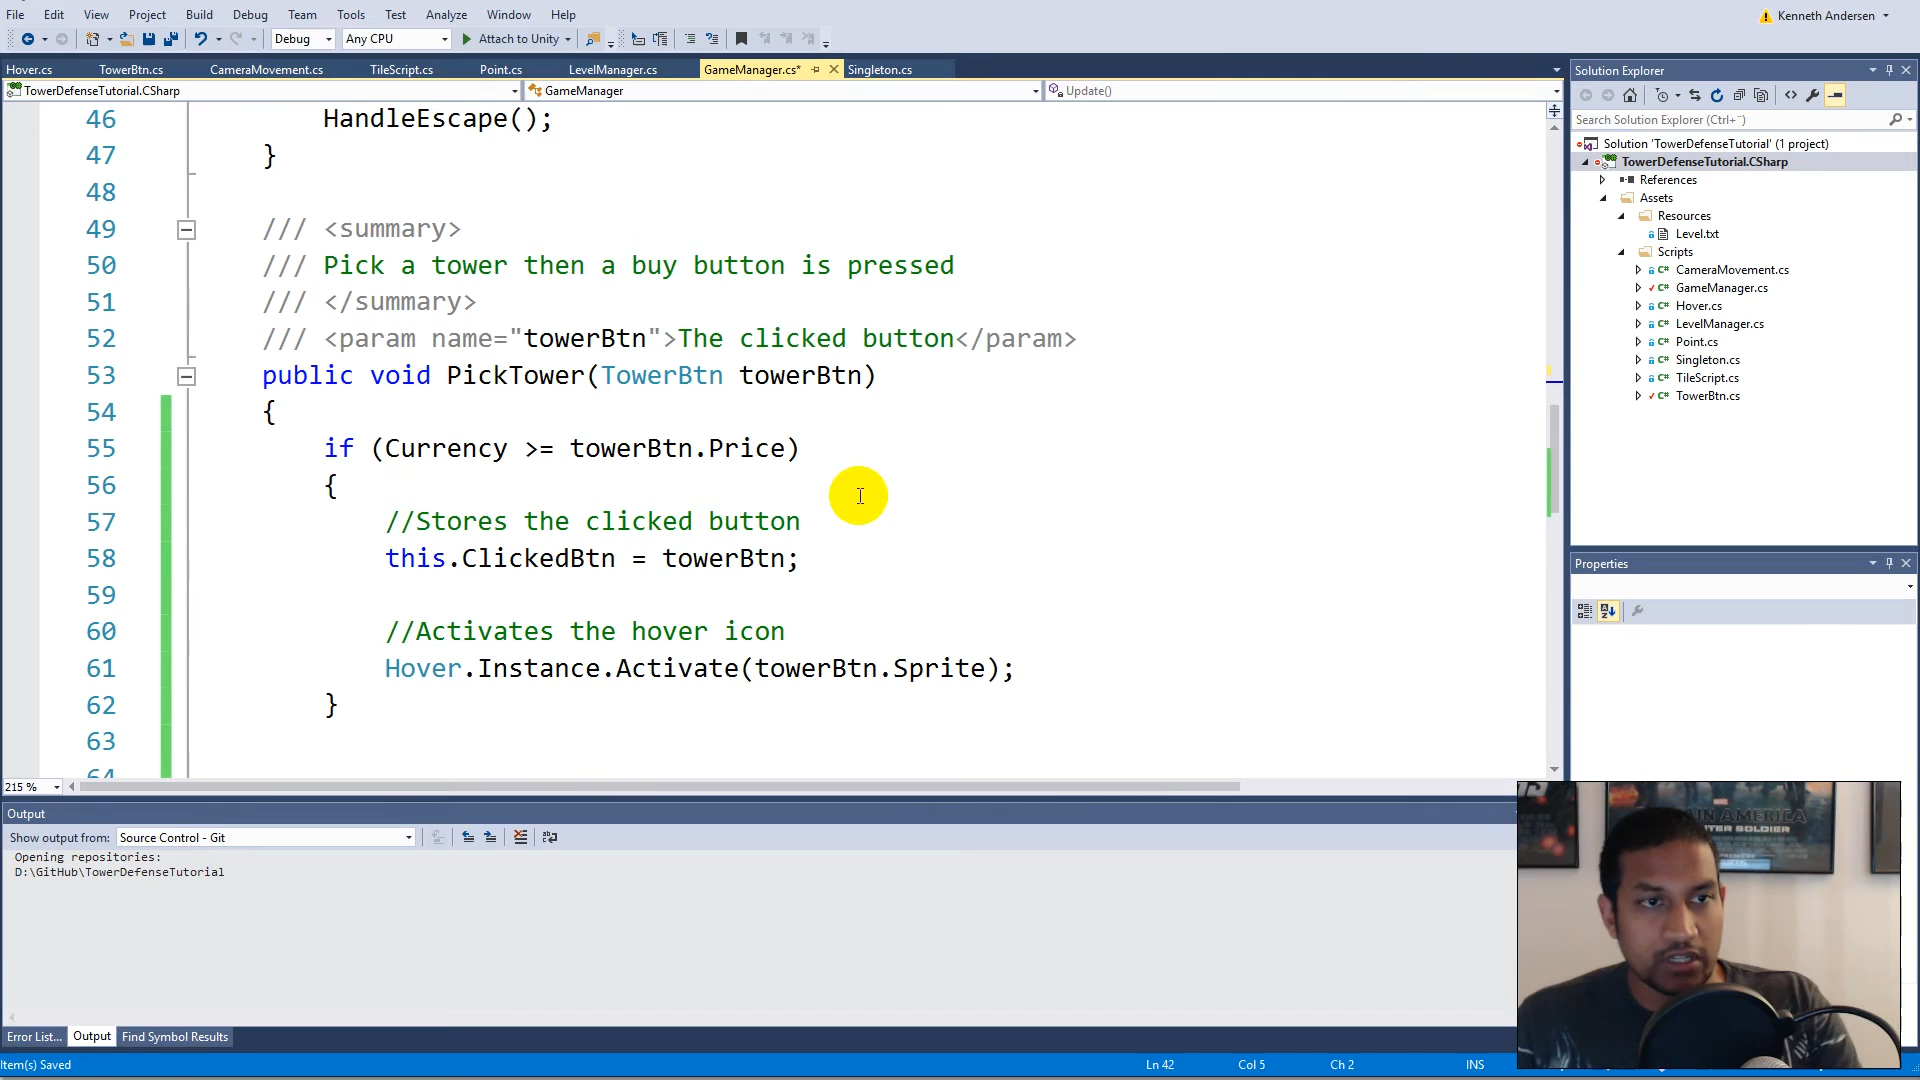 File Edit View Project Build Debug Team Tools Test Analyze Window Help
Kenneth Andersen
Debug Any CPU Attach to Unity
Hover.cs TowerBtn.cs CameraMovement.cs TileScript.cs Point.cs LevelManager.cs GameManager.cs* Singleton.cs
TowerDefenseTutorial.CSharp GameManager Update()
46 HandleEscape();
47 }
48
49 /// <summary>
50 /// Pick a tower then a buy button is pressed
51 /// </summary>
52 /// <param name="towerBtn">The clicked button</param>
53 public void PickTower(TowerBtn towerBtn)
54 {
55 if (Currency >= towerBtn.Price)
56 {
57 //Stores the clicked button
58 this.ClickedBtn = towerBtn;
59
60 //Activates the hover icon
61 Hover.Instance.Activate(towerBtn.Sprite);
62 }
63
64
215 %
Solution Explorer
Search Solution Explorer (Ctrl+¨)
Solution 'TowerDefenseTutorial' (1 project)
TowerDefenseTutorial.CSharp
References
Assets
Resources
Level.txt
Scripts
CameraMovement.cs
GameManager.cs
Hover.cs
LevelManager.cs
Point.cs
Singleton.cs
TileScript.cs
TowerBtn.cs
Properties
Output
Show output from: Source Control - Git
Opening repositories:
D:\GitHub\TowerDefenseTutorial
Error List... Output Find Symbol Results
Item(s) Saved Ln 42 Col 5 Ch 2 INS